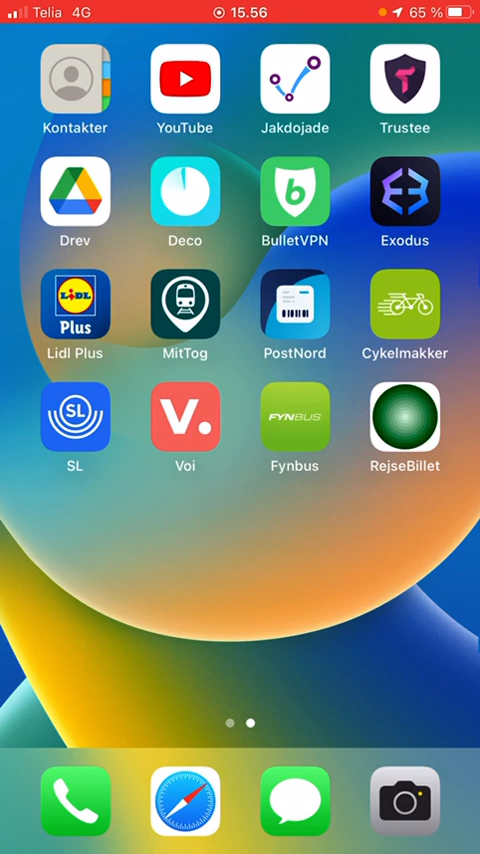 Telia 4G 15.56 65 %
Kontakter YouTube Jakdojade Trustee
Drev Deco b BulletVPN Exodus
LIDL
Plus
Lidl Plus MitTog PostNord Cykelmakker
SL V. FYNBUS
SL Voi Fynbus RejseBillet